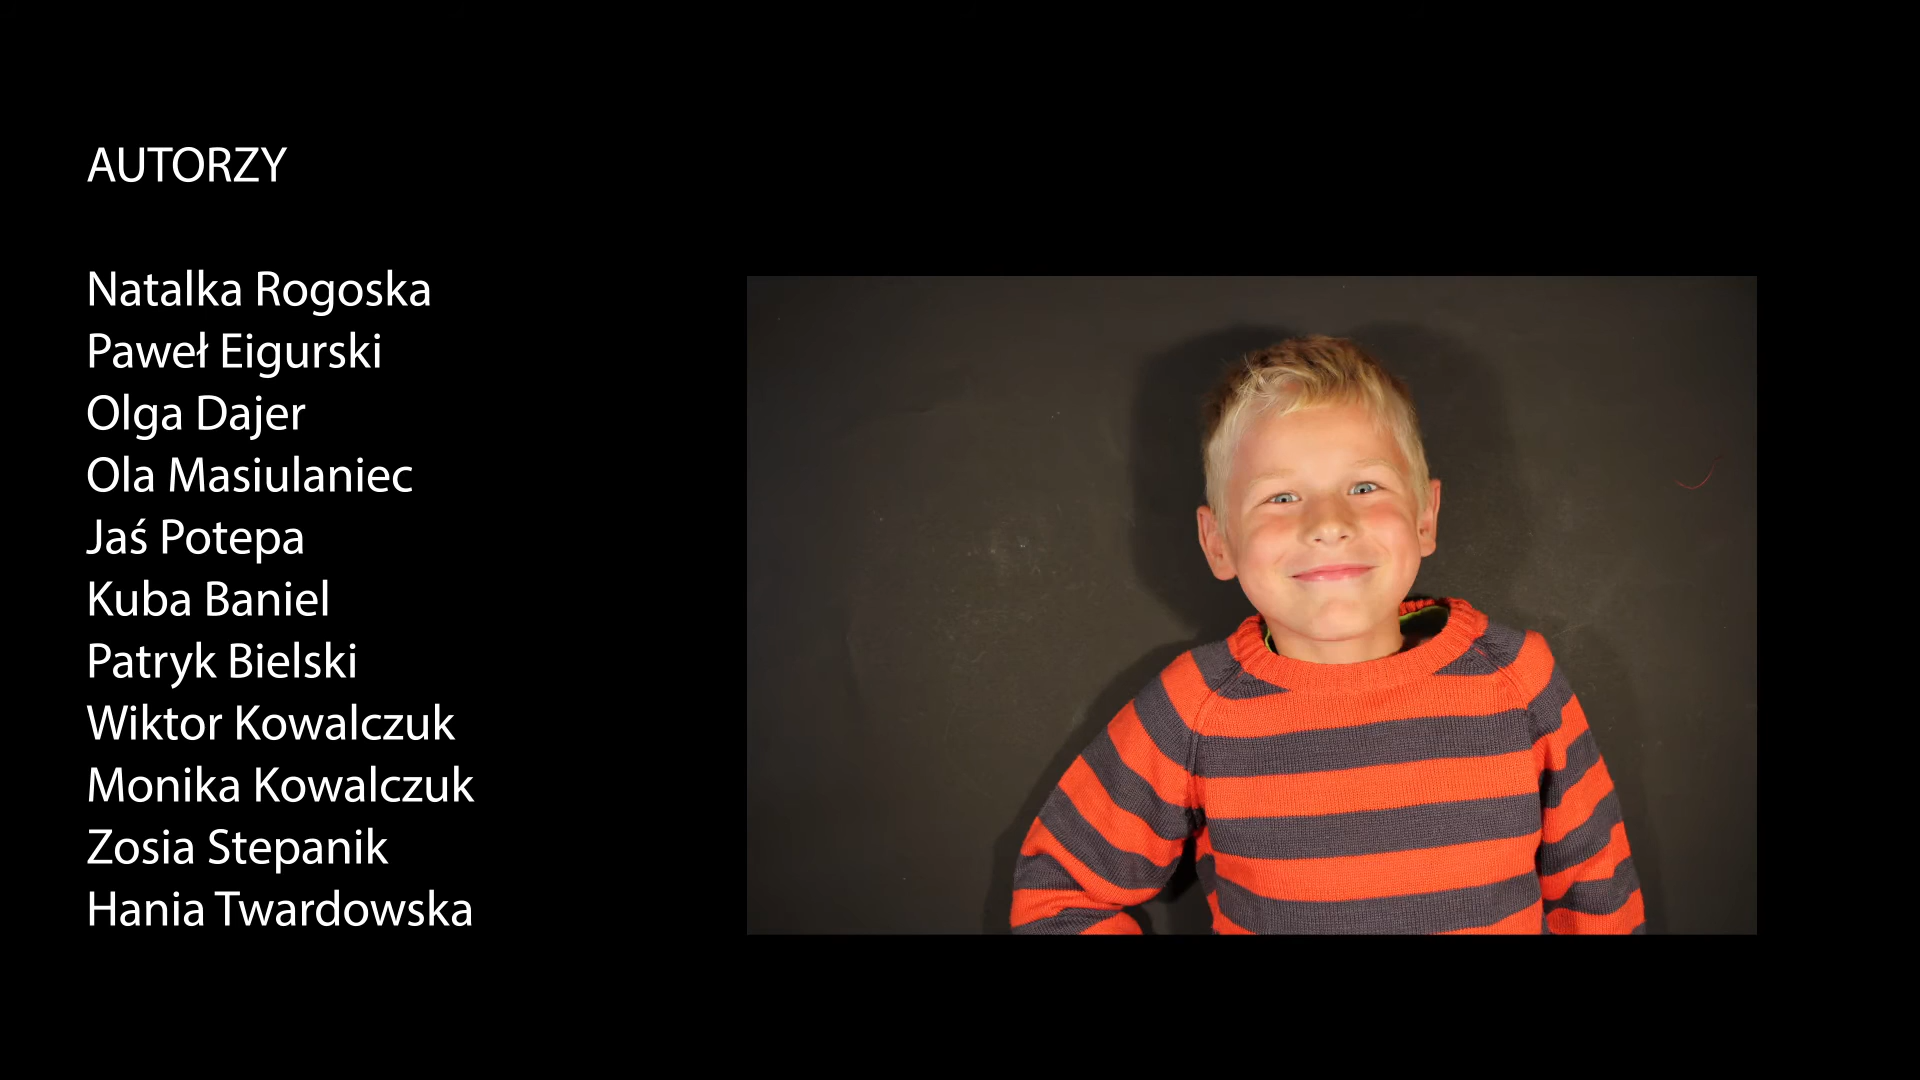 AUTORZY
Natalka Rogoska
Paweł Eigurski
Olga Dajer
Ola Masiulaniec
Jaś Potepa
Kuba Baniel
Patryk Bielski
Wiktor Kowalczuk
Monika Kowalczuk
Zosia Stepanik
Hania Twardowska